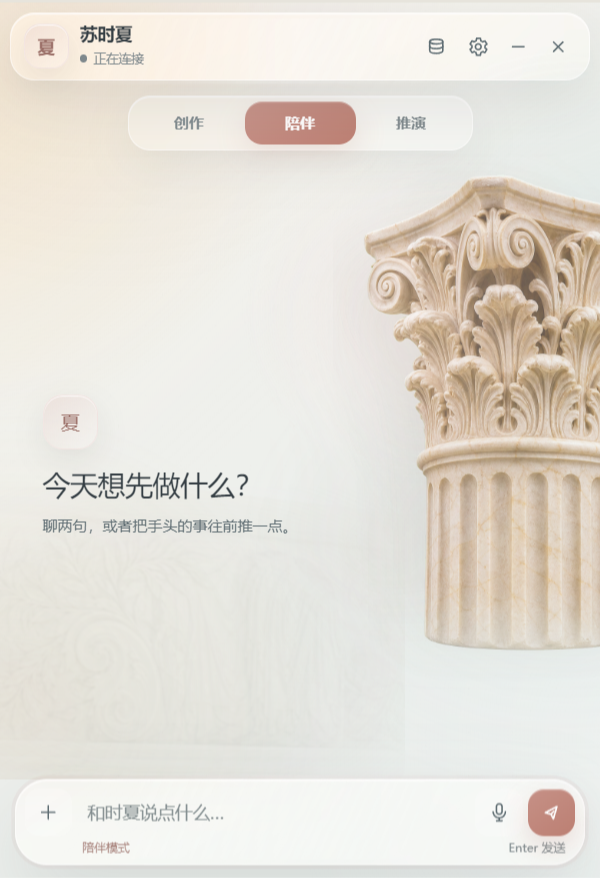 夏
苏时夏
正在连接
创作
陪伴
推演
夏
今天想先做什么？
聊两句，或者把手头的事往前推一点。
和时夏说点什么...
陪伴模式
Enter 发送